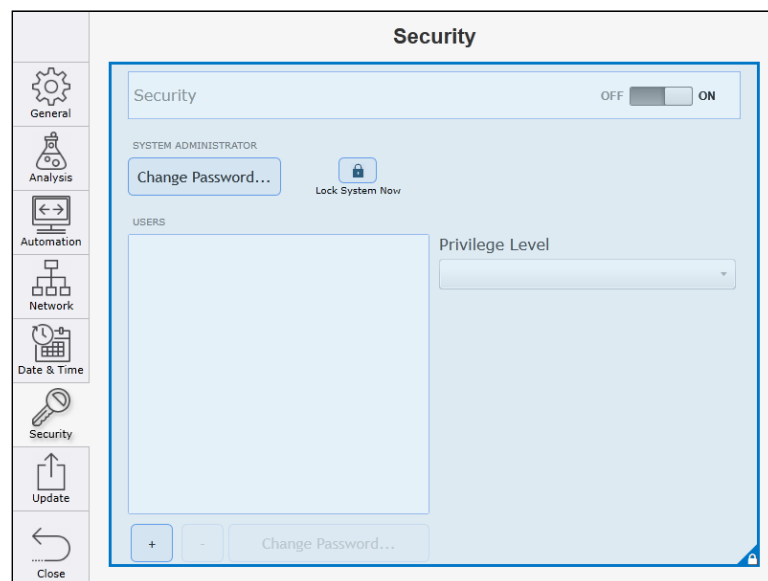 Security
General
Analysis
Automation
Network
Date & Time
Security
Update
Close
Security
OFF
ON
SYSTEM ADMINISTRATOR
Change Password...
Lock System Now
USERS
Privilege Level
+
-
Change Password...